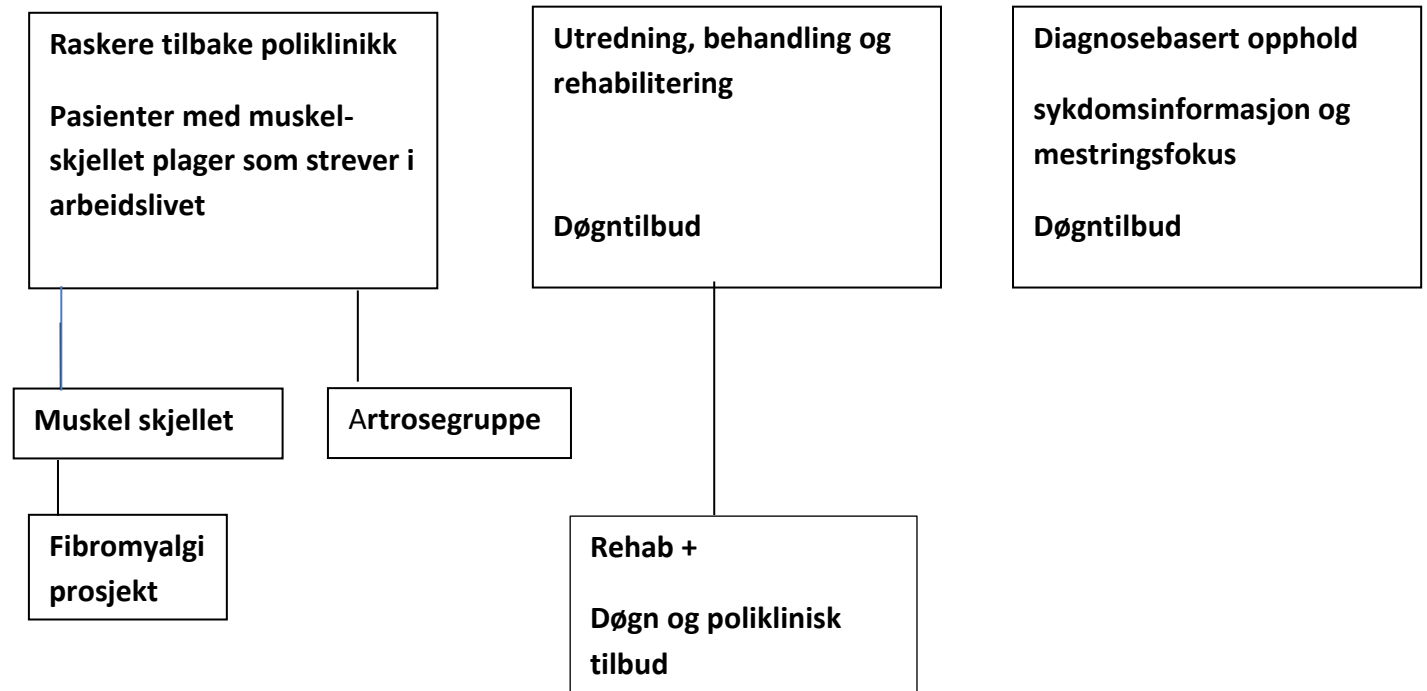 Raskere tilbake poliklinikk
Pasienter med muskel-
skjellet plager som strever i
arbeidslivet
Utredning, behandling og
rehabilitering
Døgntilbud
Diagnosebasert opphold
sykdomsinformasjon og
mestringsfokus
Døgntilbud
Muskel skjellet
Artrosegruppe
Fibromyalgi
prosjekt
Rehab +
Døgn og poliklinisk
tilbud